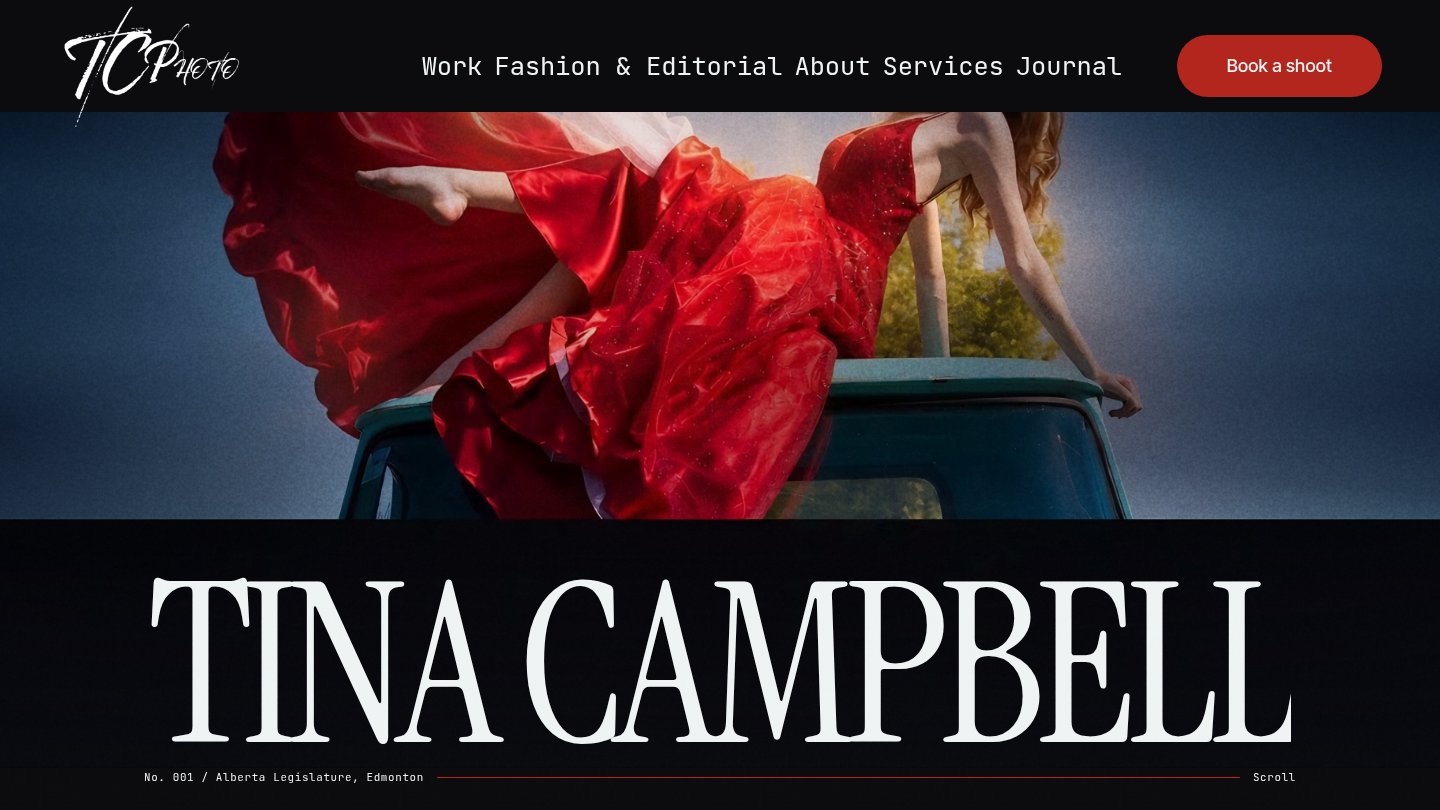 TCPHOTO
Work Fashion & Editorial About Services Journal
Book a shoot
TINA CAMPBELL
No. 001 / Alberta Legislature, Edmonton
Scroll